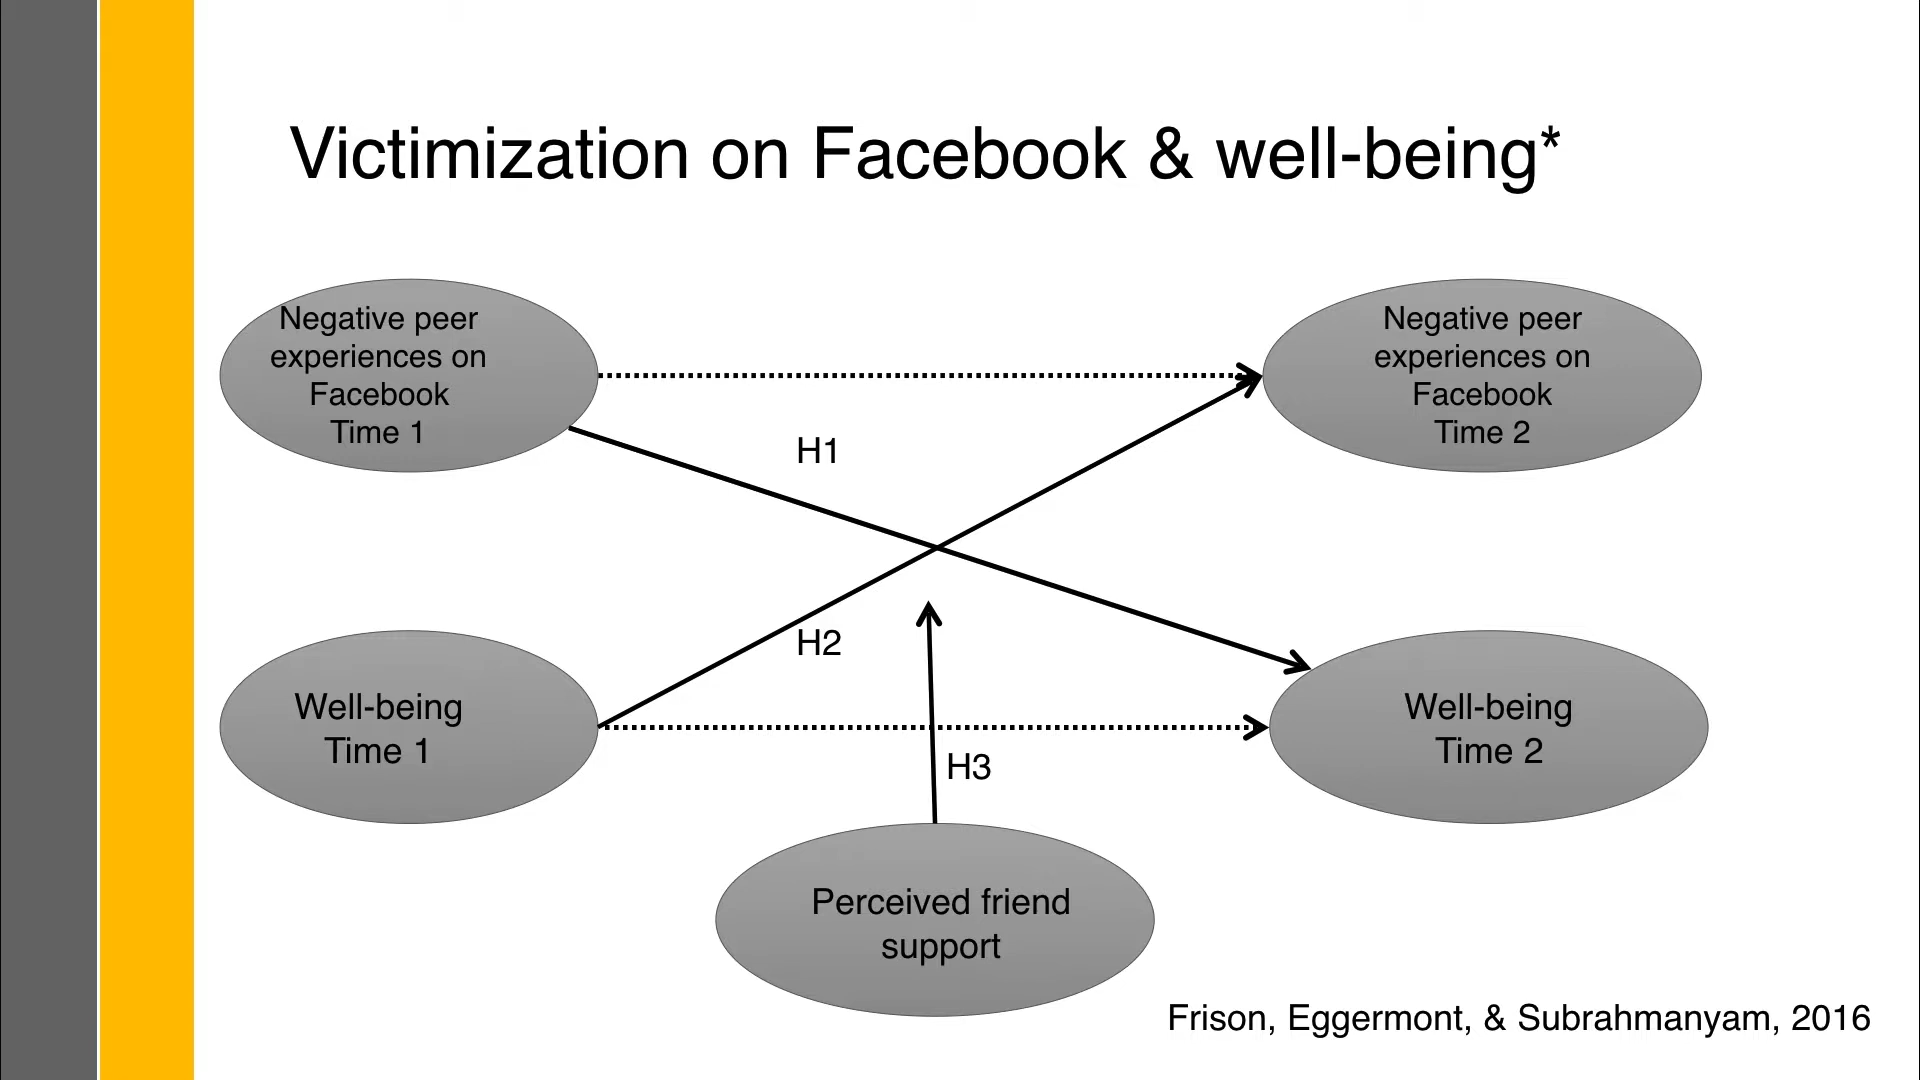 Victimization on Facebook & well-being*
Negative peer
experiences on
Facebook
Time 1
Negative peer
experiences on
Facebook
Time 2
H1
H2
Well-being
Time 1
Well-being
Time 2
H3
Perceived friend
support
Frison, Eggermont, & Subrahmanyam, 2016